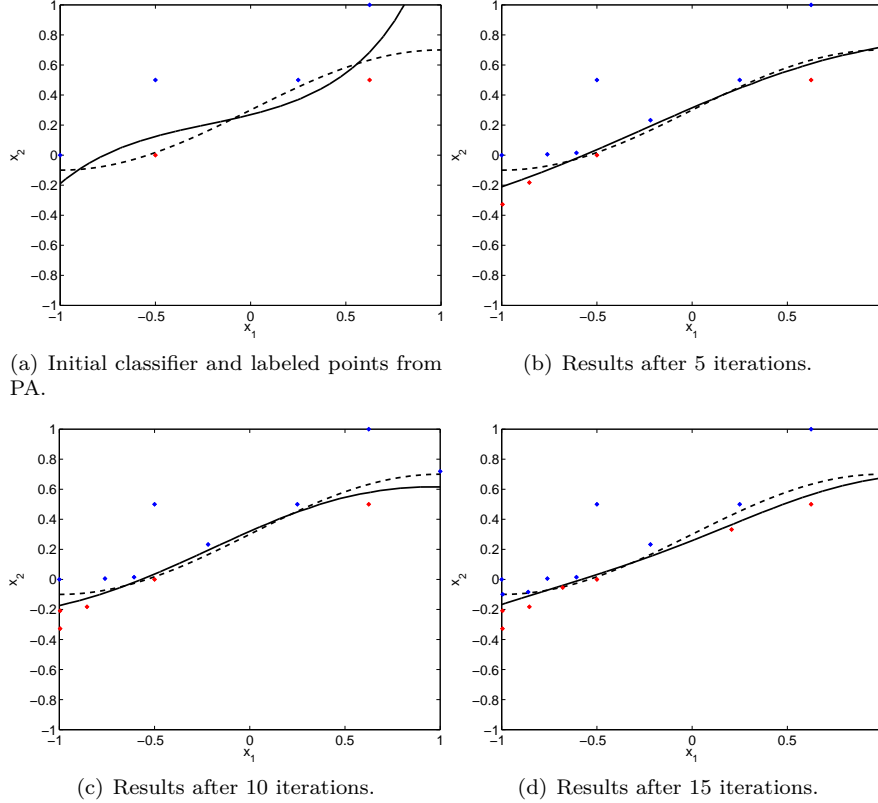 1
0.8
0.6
0.4
0.2
0
−0.2
−0.4
−0.6
−0.8
−1
x2
−1 −0.5 0 0.5 1
x1
(a) Initial classifier and labeled points from
PA.
1
0.8
0.6
0.4
0.2
0
−0.2
−0.4
−0.6
−0.8
−1
x2
−1 −0.5 0 0.5
x1
(b) Results after 5 iterations.
1
0.8
0.6
0.4
0.2
0
−0.2
−0.4
−0.6
−0.8
−1
x2
−1 −0.5 0 0.5 1
x1
(c) Results after 10 iterations.
1
0.8
0.6
0.4
0.2
0
−0.2
−0.4
−0.6
−0.8
−1
x2
−1 −0.5 0 0.5
x1
(d) Results after 15 iterations.